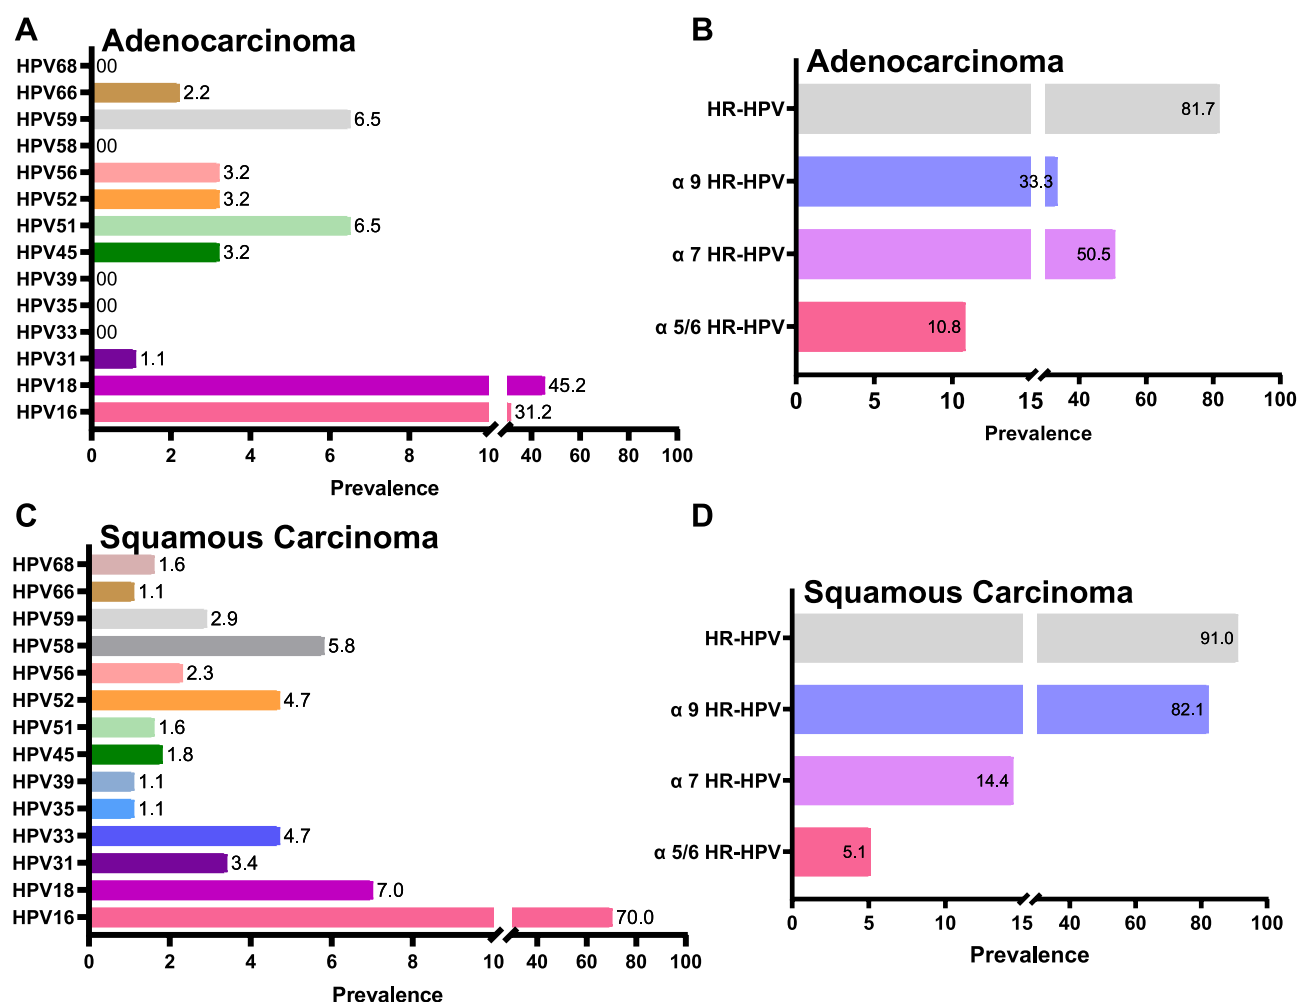 A
Adenocarcinoma
HPV68 00
HPV66 2.2
HPV59 6.5
HPV58 00
HPV56 3.2
HPV52 3.2
HPV51 6.5
HPV45 3.2
HPV39 00
HPV35 00
HPV33 00
HPV31 1.1
HPV18 45.2
HPV16 31.2
0 2 4 6 8 10 40 60 80 100
Prevalence
B
Adenocarcinoma
HR-HPV 81.7
α 9 HR-HPV 33.3
α 7 HR-HPV 50.5
α 5/6 HR-HPV 10.8
0 5 10 15 40 60 80 100
Prevalence
C
Squamous Carcinoma
HPV68 1.6
HPV66 1.1
HPV59 2.9
HPV58 5.8
HPV56 2.3
HPV52 4.7
HPV51 1.6
HPV45 1.8
HPV39 1.1
HPV35 1.1
HPV33 4.7
HPV31 3.4
HPV18 7.0
HPV16 70.0
0 2 4 6 8 10 40 60 80 100
Prevalence
D
Squamous Carcinoma
HR-HPV 91.0
α 9 HR-HPV 82.1
α 7 HR-HPV 14.4
α 5/6 HR-HPV 5.1
0 5 10 15 40 60 80 100
Prevalence